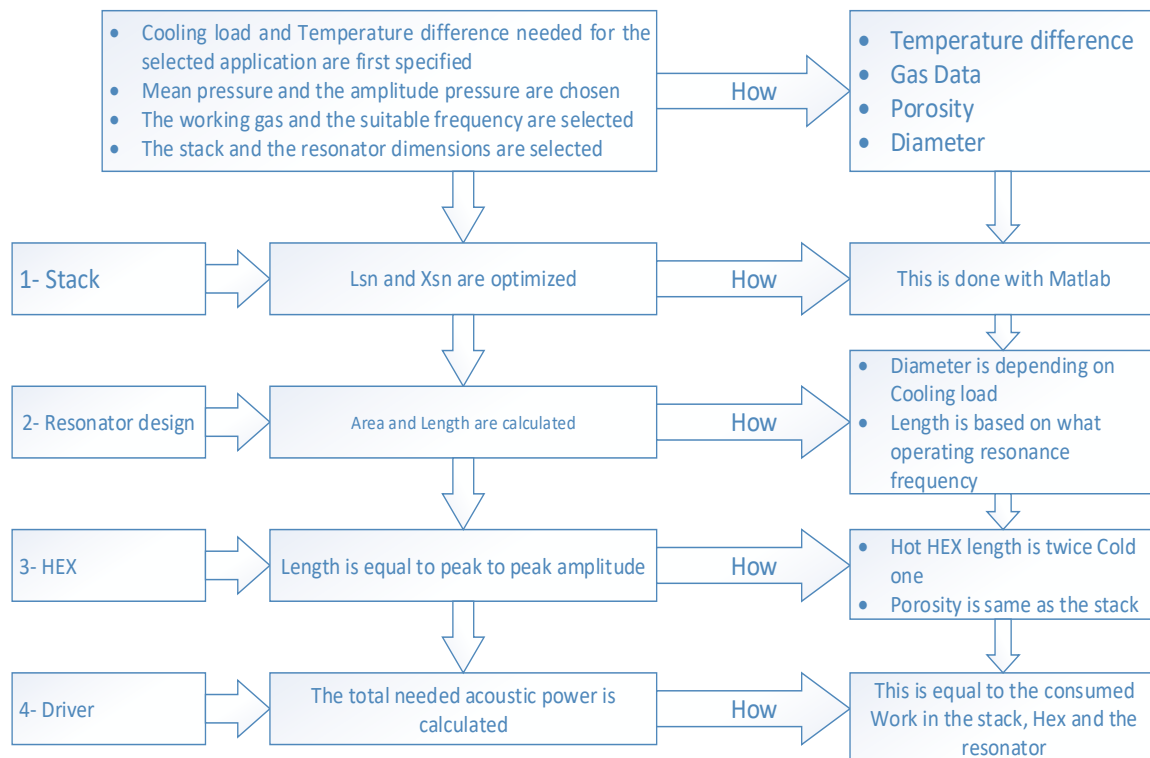 • Cooling load and Temperature difference needed for the
selected application are first specified
• Mean pressure and the amplitude pressure are chosen
• The working gas and the suitable frequency are selected
• The stack and the resonator dimensions are selected
How
• Temperature difference
• Gas Data
• Porosity
• Diameter
1- Stack
Lsn and Xsn are optimized
How
This is done with Matlab
2- Resonator design
Area and Length are calculated
How
• Diameter is depending on
Cooling load
• Length is based on what
operating resonance
frequency
3- HEX
Length is equal to peak to peak amplitude
How
• Hot HEX length is twice Cold
one
• Porosity is same as the stack
4- Driver
The total needed acoustic power is
calculated
How
This is equal to the consumed
Work in the stack, Hex and the
resonator